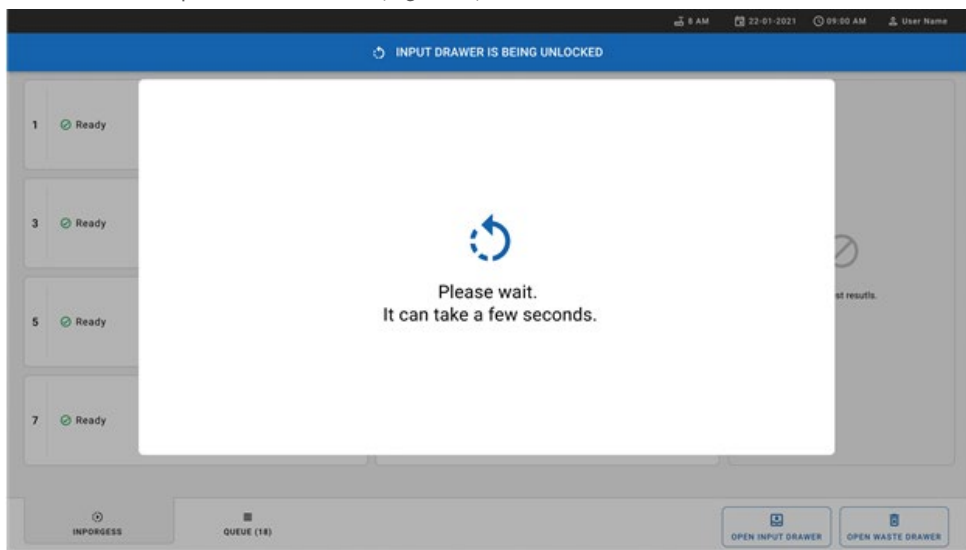 8 AM 22-01-2021 09:00 AM User Name
INPUT DRAWER IS BEING UNLOCKED
1 Ready
3 Ready
5 Ready
7 Ready
Please wait.
It can take a few seconds.
st resutls.
INPORGESS
QUEUE (18)
OPEN INPUT DRAWER
OPEN WASTE DRAWER